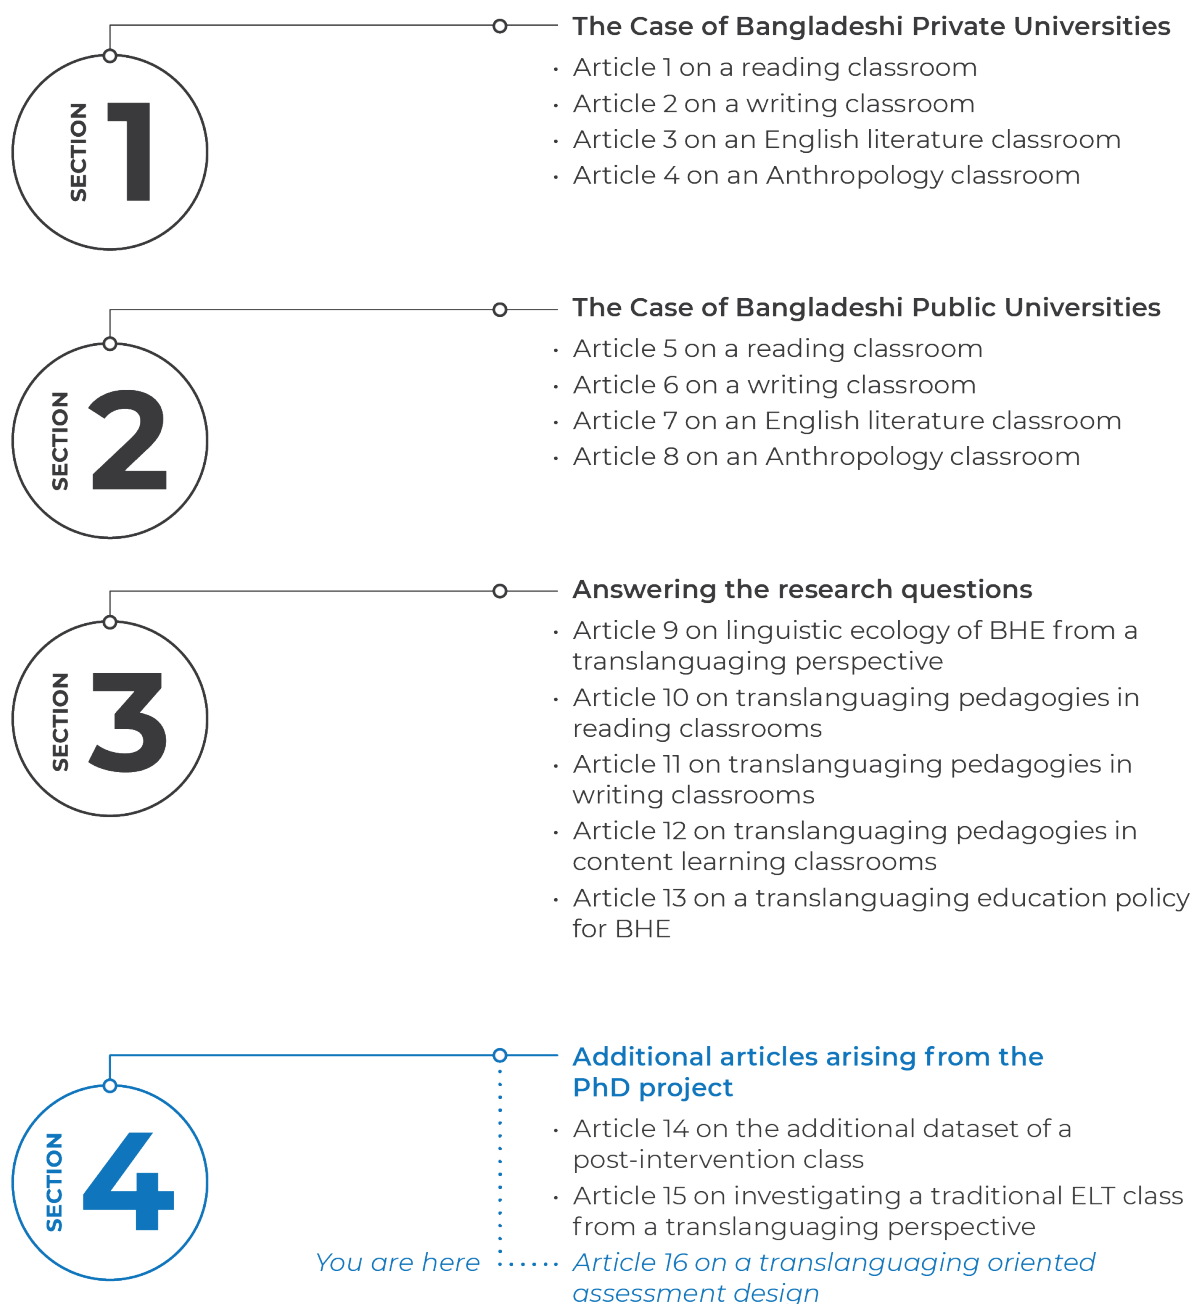 SECTION 1
The Case of Bangladeshi Private Universities
· Article 1 on a reading classroom
· Article 2 on a writing classroom
· Article 3 on an English literature classroom
· Article 4 on an Anthropology classroom
SECTION 2
The Case of Bangladeshi Public Universities
· Article 5 on a reading classroom
· Article 6 on a writing classroom
· Article 7 on an English literature classroom
· Article 8 on an Anthropology classroom
SECTION 3
Answering the research questions
· Article 9 on linguistic ecology of BHE from a
translanguaging perspective
· Article 10 on translanguaging pedagogies in
reading classrooms
· Article 11 on translanguaging pedagogies in
writing classrooms
· Article 12 on translanguaging pedagogies in
content learning classrooms
· Article 13 on a translanguaging education policy
for BHE
SECTION 4
Additional articles arising from the
PhD project
· Article 14 on the additional dataset of a
post-intervention class
· Article 15 on investigating a traditional ELT class
from a translanguaging perspective
You are here
Article 16 on a translanguaging oriented
assessment design